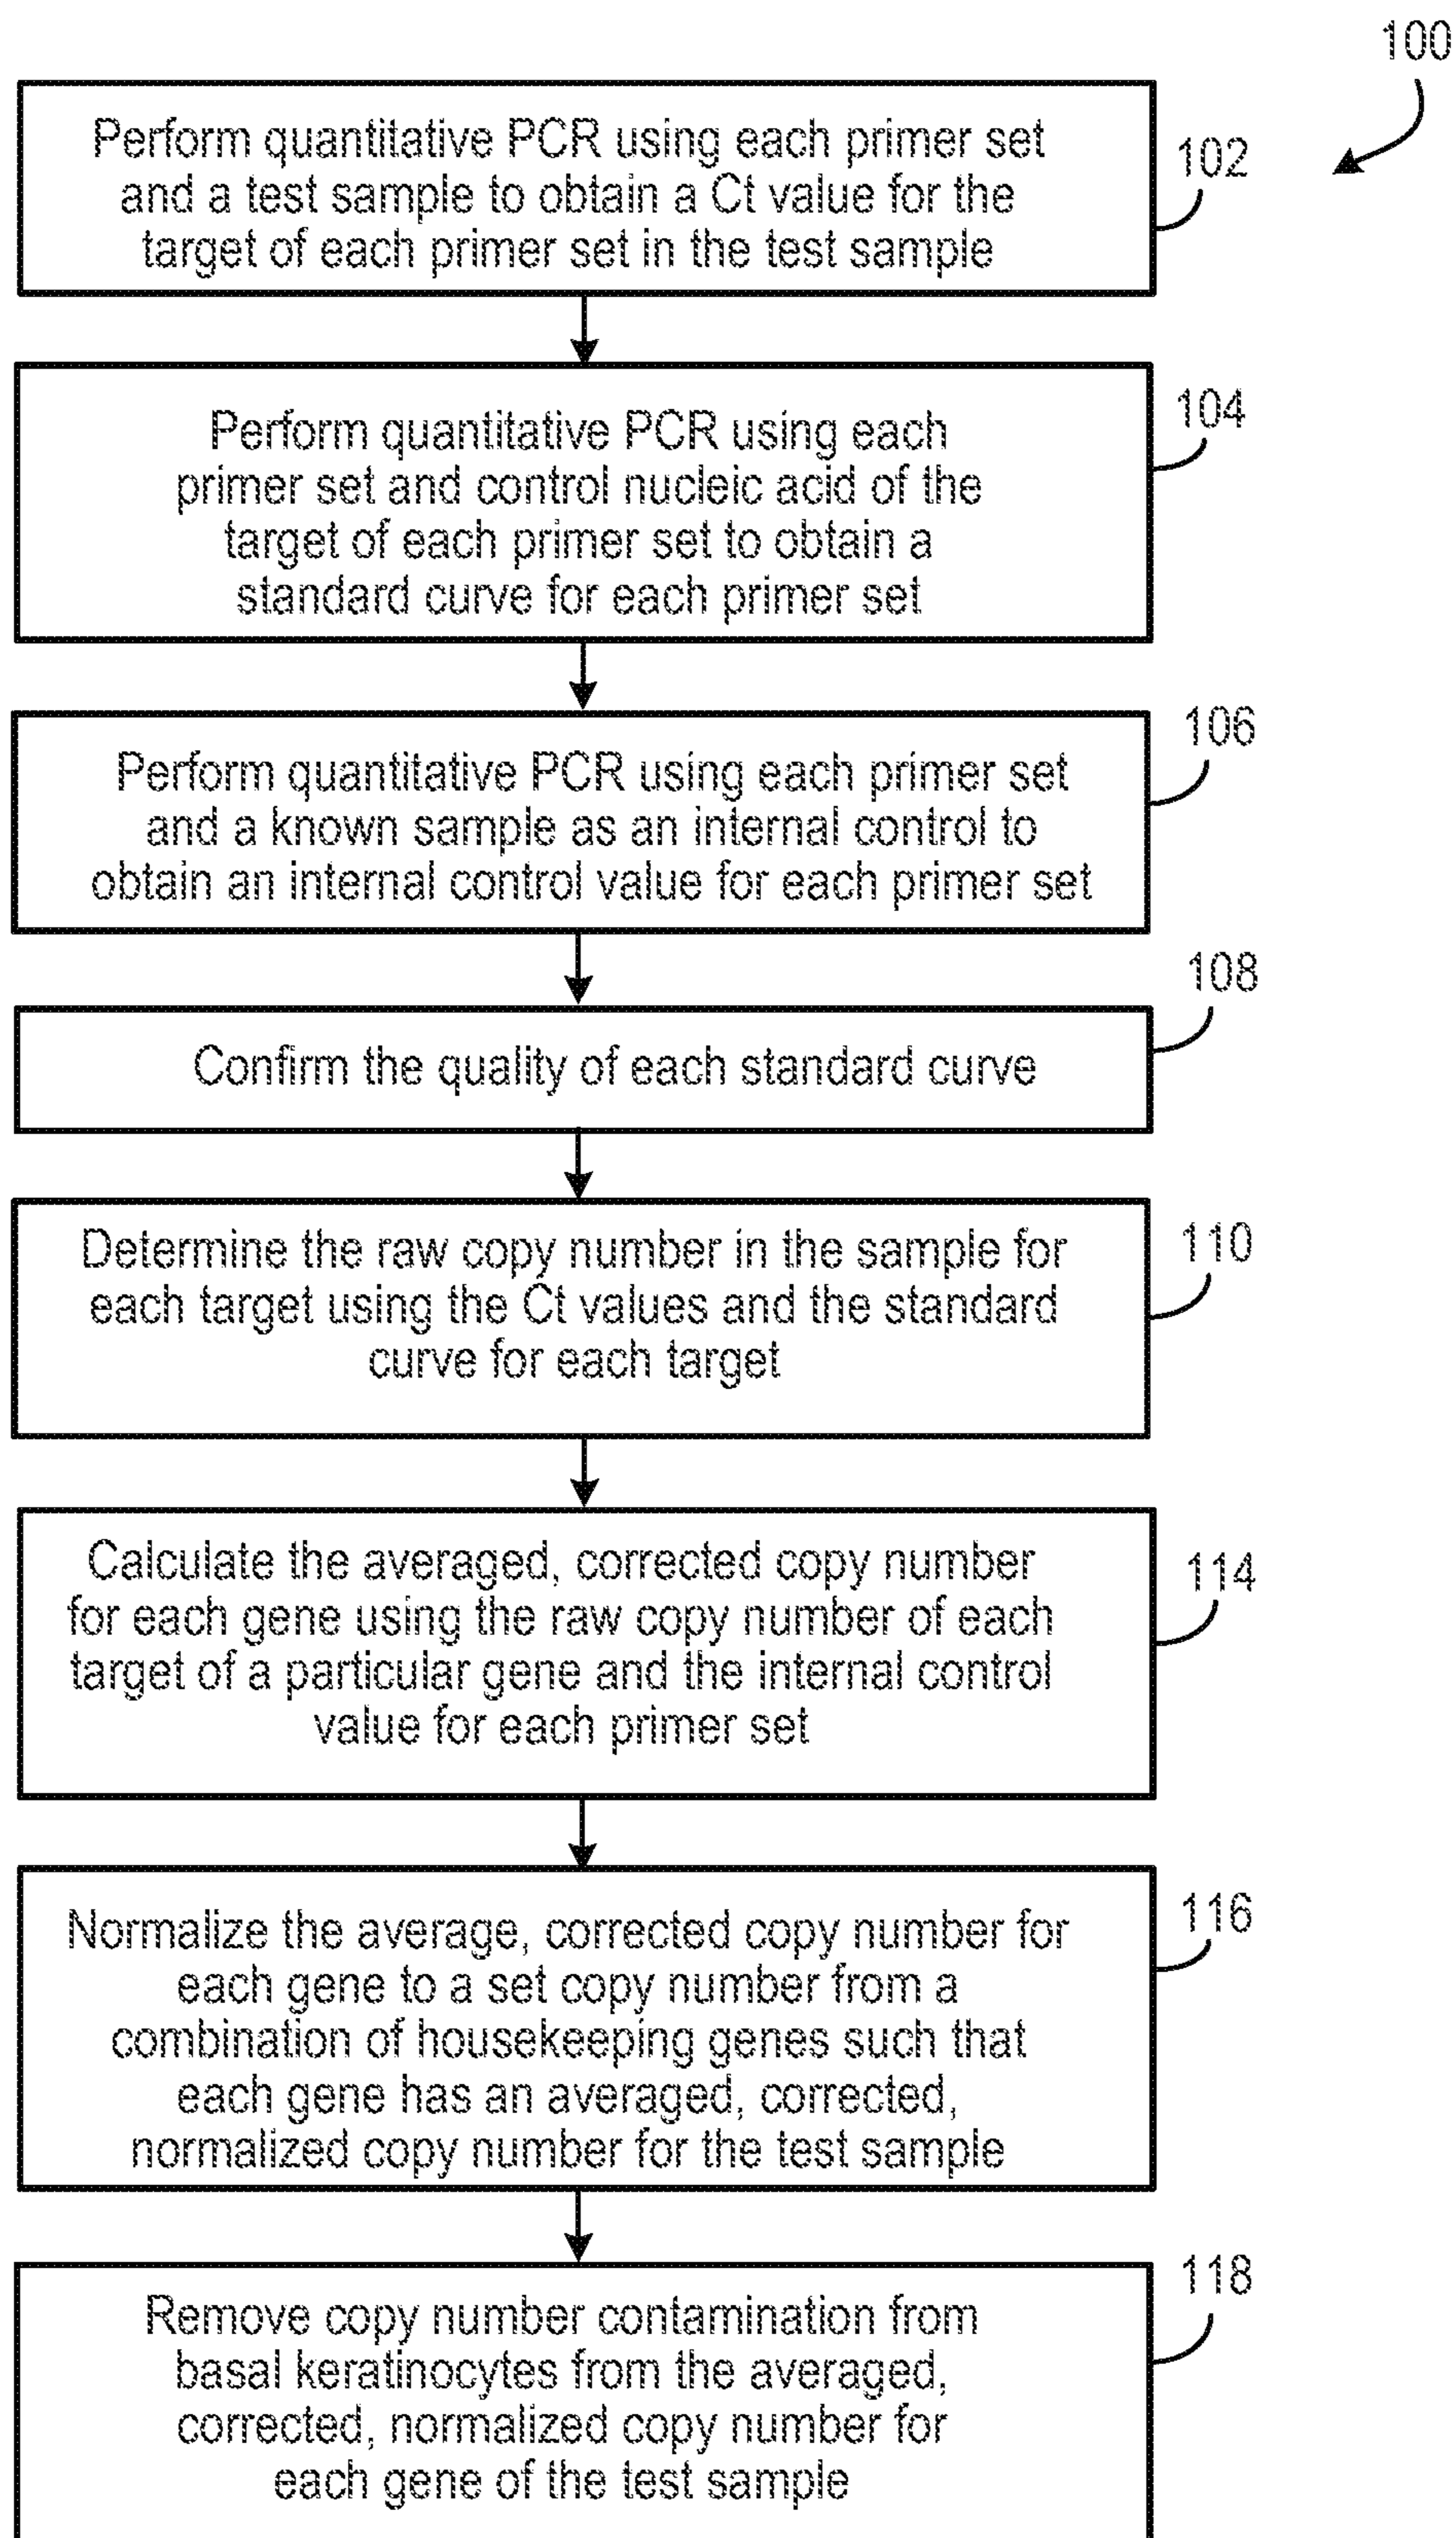 100
Perform quantitative PCR using each primer set
and a test sample to obtain a Ct value for the
target of each primer set in the test sample
102
Perform quantitative PCR using each
primer set and control nucleic acid of the
target of each primer set to obtain a
standard curve for each primer set
104
Perform quantitative PCR using each primer set
and a known sample as an internal control to
obtain an internal control value for each primer set
106
Confirm the quality of each standard curve
108
Determine the raw copy number in the sample for
each target using the Ct values and the standard
curve for each target
110
Calculate the averaged, corrected copy number
for each gene using the raw copy number of each
target of a particular gene and the internal control
value for each primer set
114
Normalize the average, corrected copy number for
each gene to a set copy number from a
combination of housekeeping genes such that
each gene has an averaged, corrected,
normalized copy number for the test sample
116
Remove copy number contamination from
basal keratinocytes from the averaged,
corrected, normalized copy number for
each gene of the test sample
118